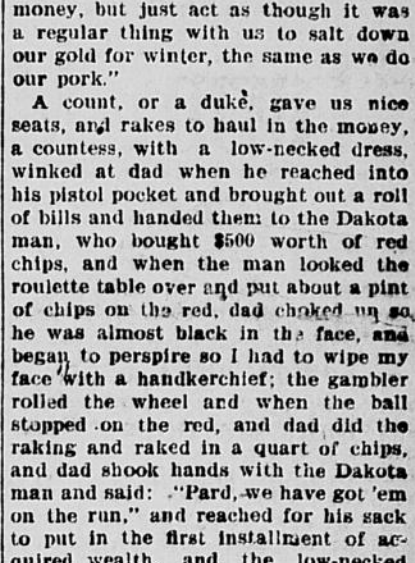 money, but just act as though it was
a regular thing with us to salt down
our gold for winter, the same as we do
our pork."
A count, or a duke, gave us nice
seats, and rakes to haul in the money,
a countess, with a low-necked dress,
winked at dad when he reached into
his pistol pocket and brought out a roll
of bills and handed them to the Dakota
man, who bought $500 worth of red
chips, and when the man looked the
roulette table over and put about a pint
of chips on the red, dad choked up so
he was almost black in the face, and
began to perspire so I had to wipe my
face with a handkerchief; the gambler
rolled the wheel and when the ball
stopped on the red, and dad did the
raking and raked in a quart of chips,
and dad shook hands with the Dakota
man and said: "Pard, we have got 'em
on the run," and reached for his sack
to put in the first installment of ac-
quired wealth, and the low-necked